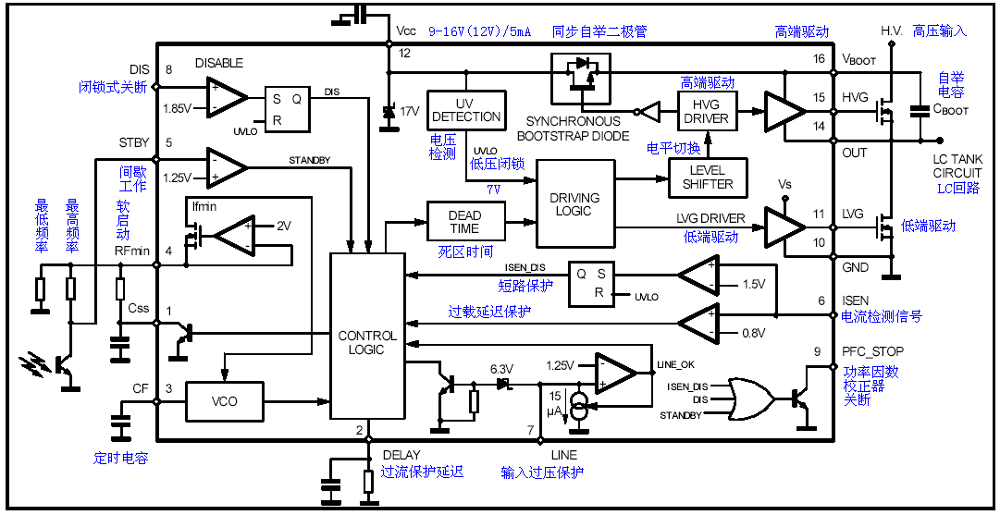 Vcc 9-16V(12V)/5mA 同步自举二极管 高端驱动 H.V. 高压输入
12
16 VBOOT
DIS 8 DISABLE
闭锁式关断
+
-
1.85V
S Q
R
DIS
UVLO
17V
UV
DETECTION
电压
检测
SYNCHRONOUS
BOOTSTRAP DIODE
高端驱动
HVG
DRIVER
15 HVG
14
OUT
自举
电容
CBOOT
STBY 5
间歇
工作
-
+
1.25V
STANDBY
UVLO
低压闭锁
7V
电平切换
LEVEL
SHIFTER
LC TANK
CIRCUIT
LC回路
DRIVING
LOGIC
Vs
最低频率
最高频率
软启动
Ifmin
+
-
2V
DEAD
TIME
死区时间
LVG DRIVER
低端驱动
11 LVG
低端驱动
10
GND
RFmin 4
ISEN_DIS
短路保护
Q S
R
UVLO
+
-
1.5V
6 ISEN
电流检测信号
Css 1
过载延迟保护
+
-
0.8V
CONTROL
LOGIC
9 PFC_STOP
功率因数
校正器
关断
6.3V
1.25V
-
+
LINE_OK
ISEN_DIS
DIS
STANDBY
CF 3
VCO
15
µA
定时电容
2
DELAY
过流保护延迟
7
LINE
输入过压保护